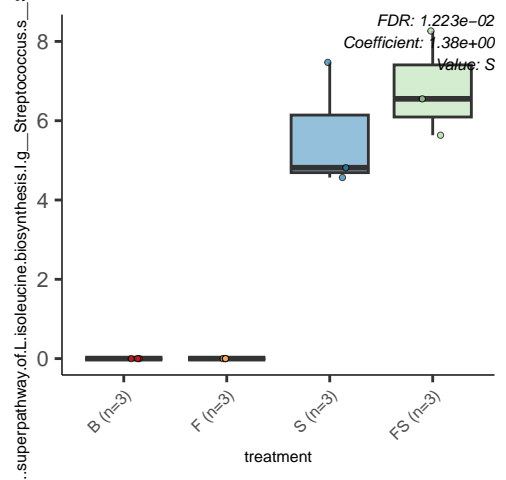 FDR: 1.223e−02
Coefficient: 1.38e+00
Value: S
..superpathway.of.L.isoleucine.biosynthesis.I.g__Streptococcus.s__S
8
6
4
2
0
B (n=3)
F (n=3)
S (n=3)
FS (n=3)
treatment